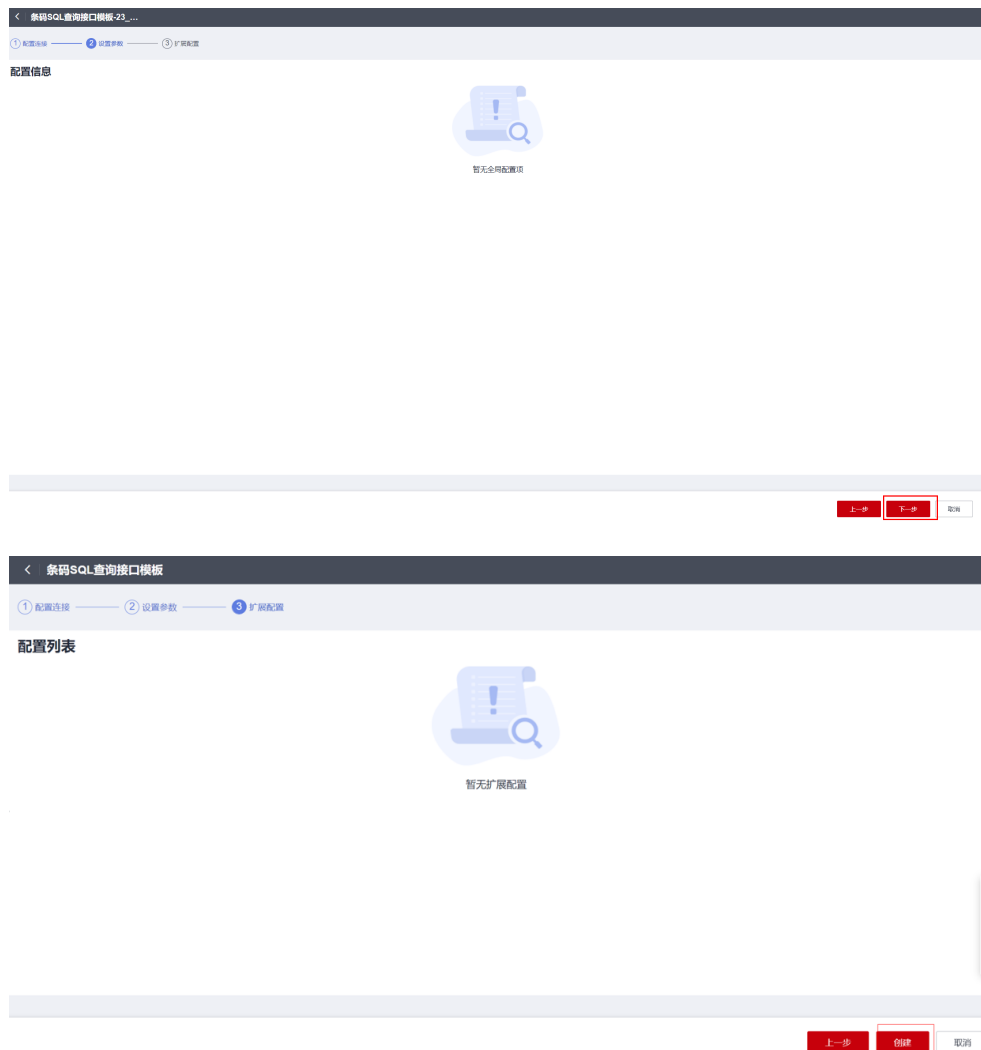 条码SQL查询接口模板-23_...
1 配置连接 2 设置参数 3 扩展配置
配置信息
暂无全局配置项
上一步 下一步 取消
条码SQL查询接口模板
1 配置连接 2 设置参数 3 扩展配置
配置列表
暂无扩展配置
上一步 创建 取消